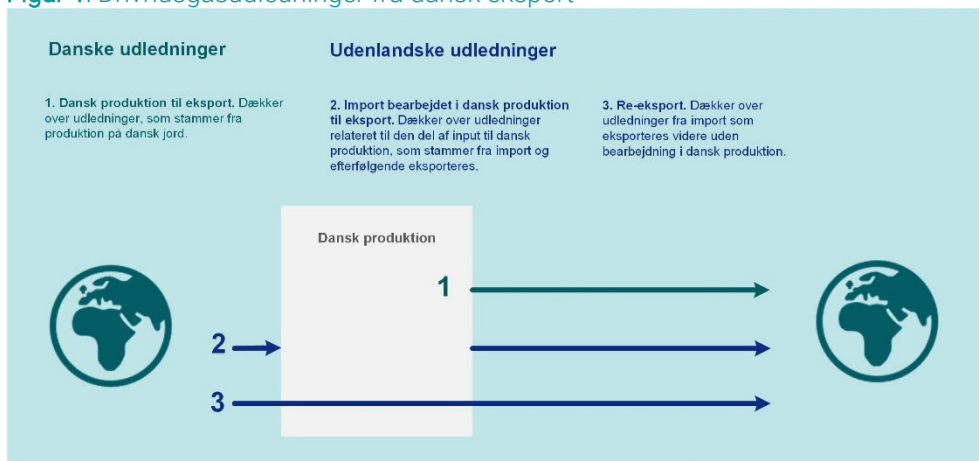 Danske udledninger
Udenlandske udledninger
1. Dansk produktion til eksport. Dækker
over udledninger, som stammer fra
produktion på dansk jord.
2. Import bearbejdet i dansk produktion
til eksport. Dækker over udledninger
relateret til den del af input til dansk
produktion, som stammer fra import og
efterfølgende eksporteres.
3. Re-eksport. Dækker over
udledninger fra import som
eksporteres videre uden
bearbejdning i dansk produktion.
Dansk produktion
1
2
3